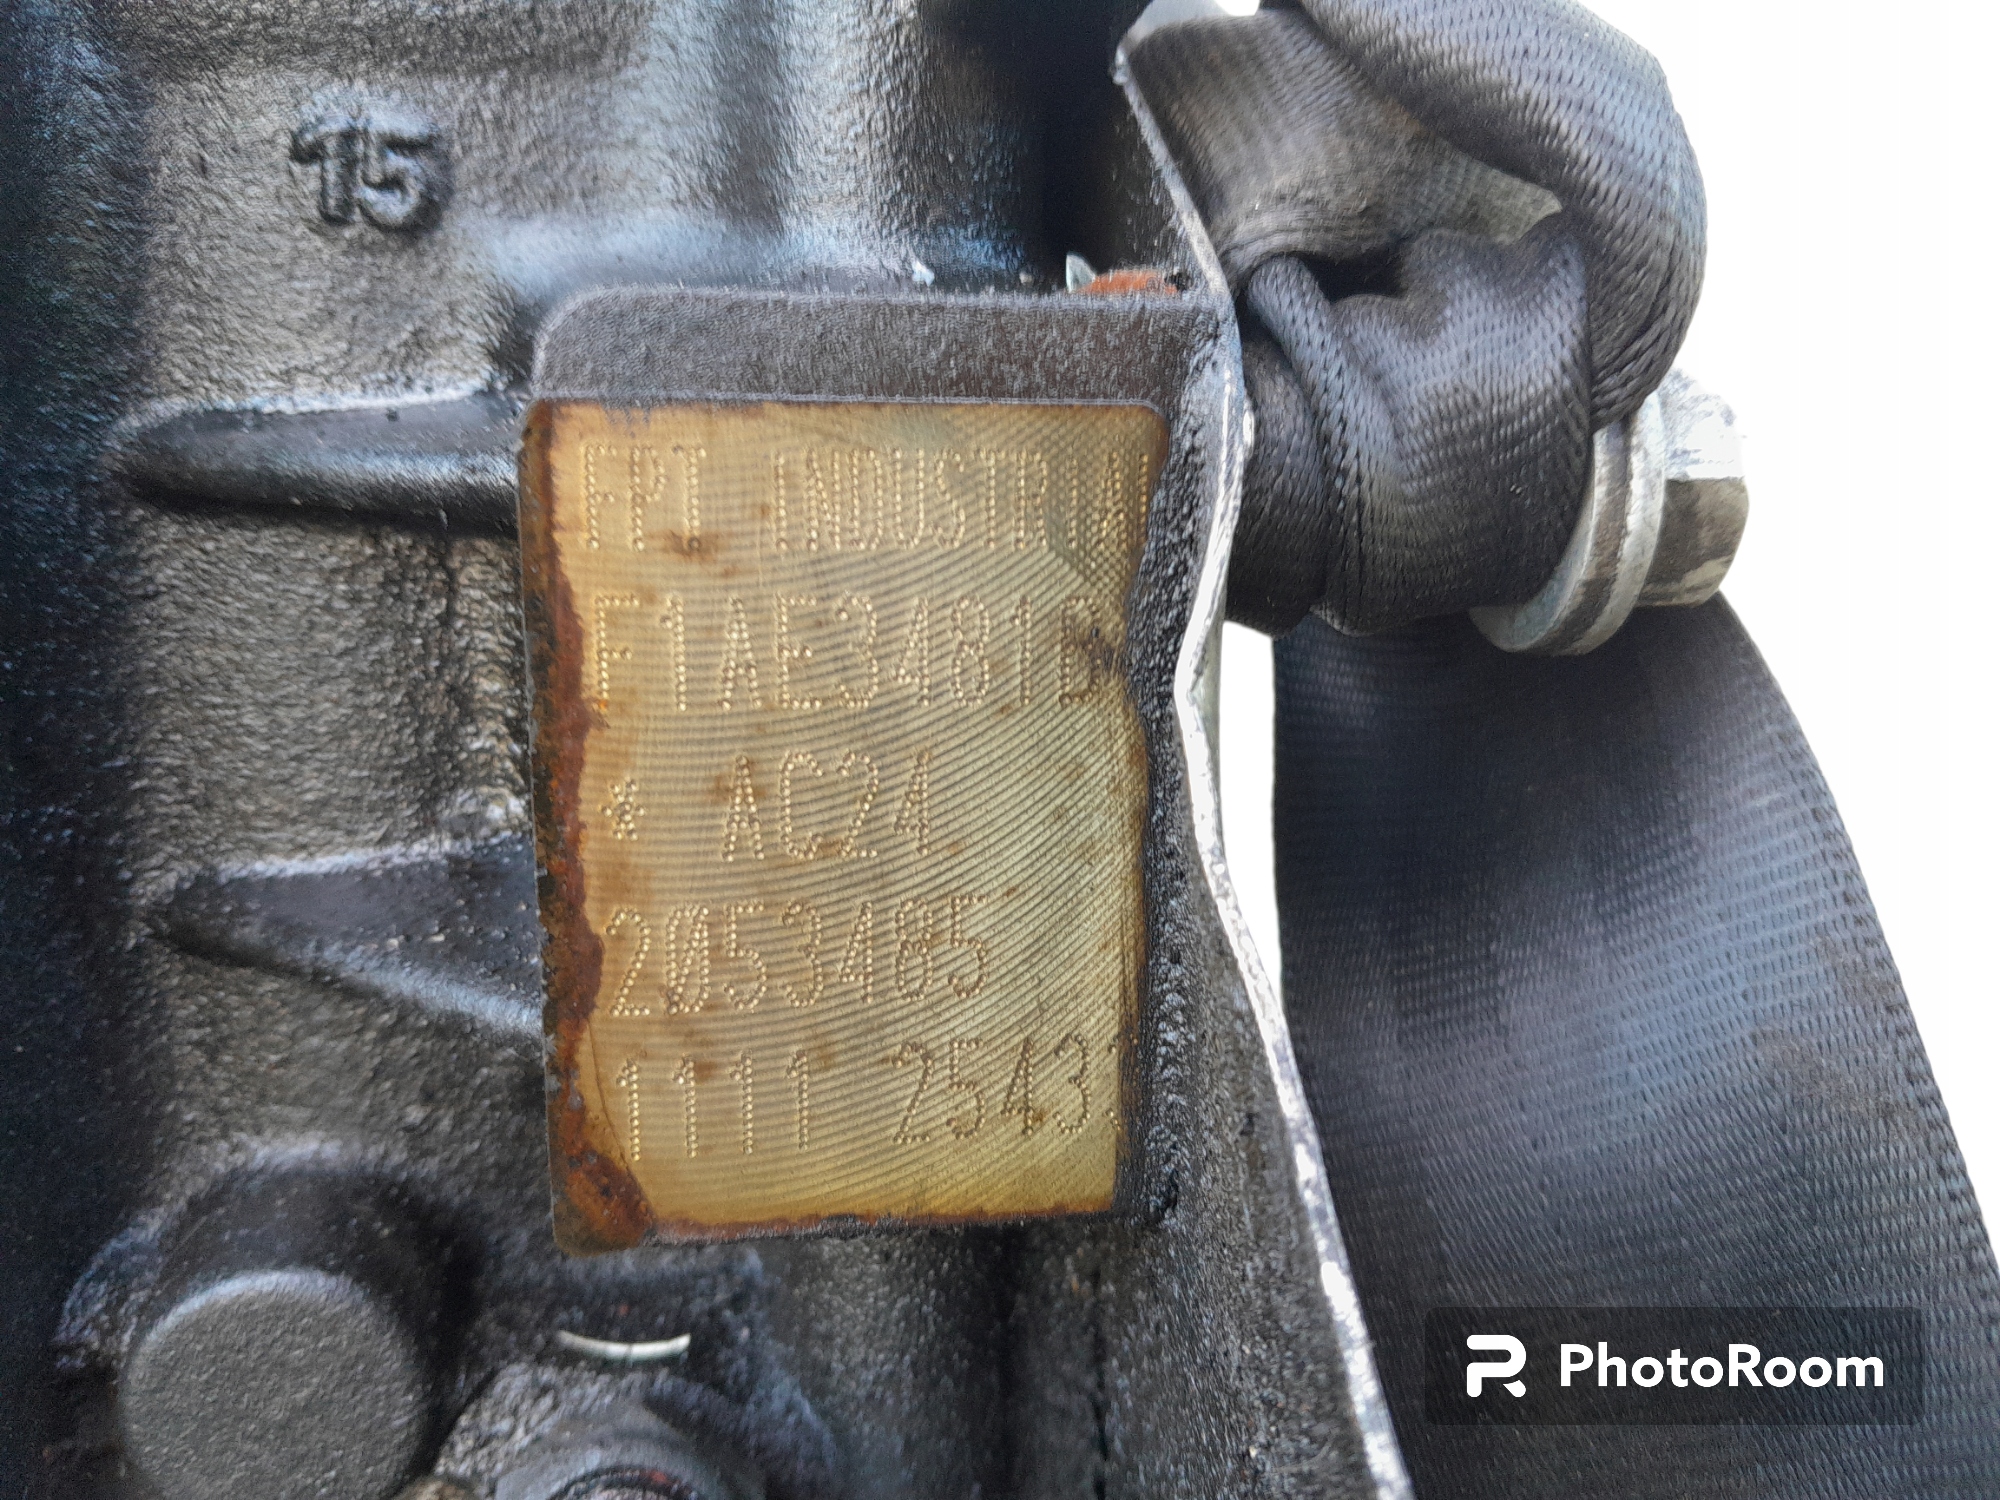 15
FPT INDUSTRIAL
F1AE3481B
* AC24
2053485
1111 2543
PhotoRoom